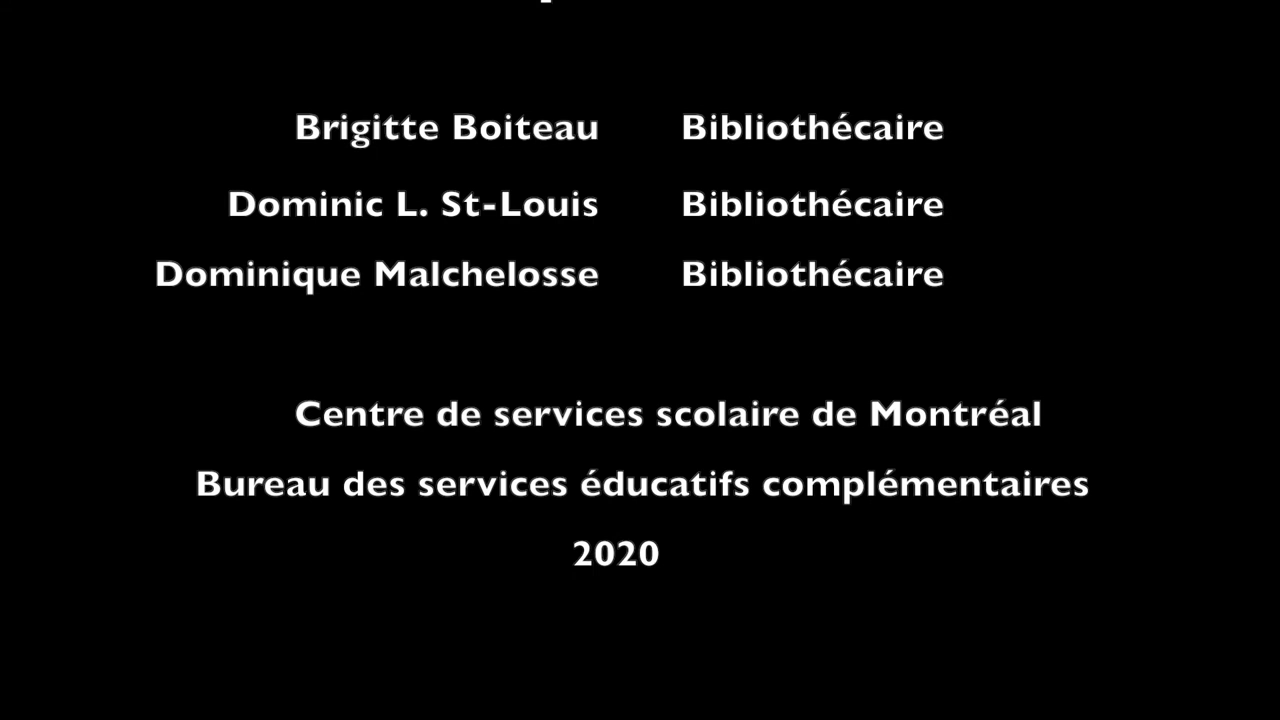 Brigitte Boiteau Bibliothécaire
Dominic L. St-Louis Bibliothécaire
Dominique Malchelosse Bibliothécaire
Centre de services scolaire de Montréal
Bureau des services éducatifs complémentaires
2020